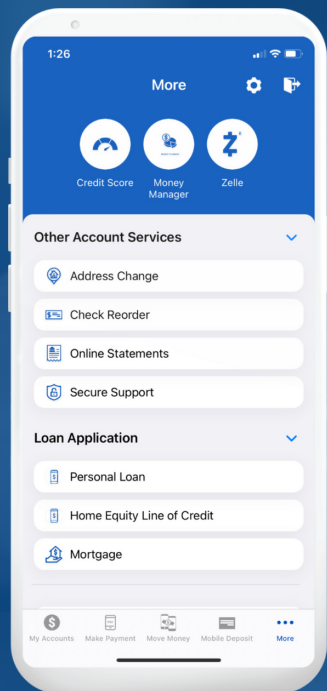 1:26
More
Credit Score
Money
Manager
Zelle
Other Account Services
Address Change
Check Reorder
Online Statements
Secure Support
Loan Application
Personal Loan
Home Equity Line of Credit
Mortgage
My Accounts
Make Payment
Move Money
Mobile Deposit
More